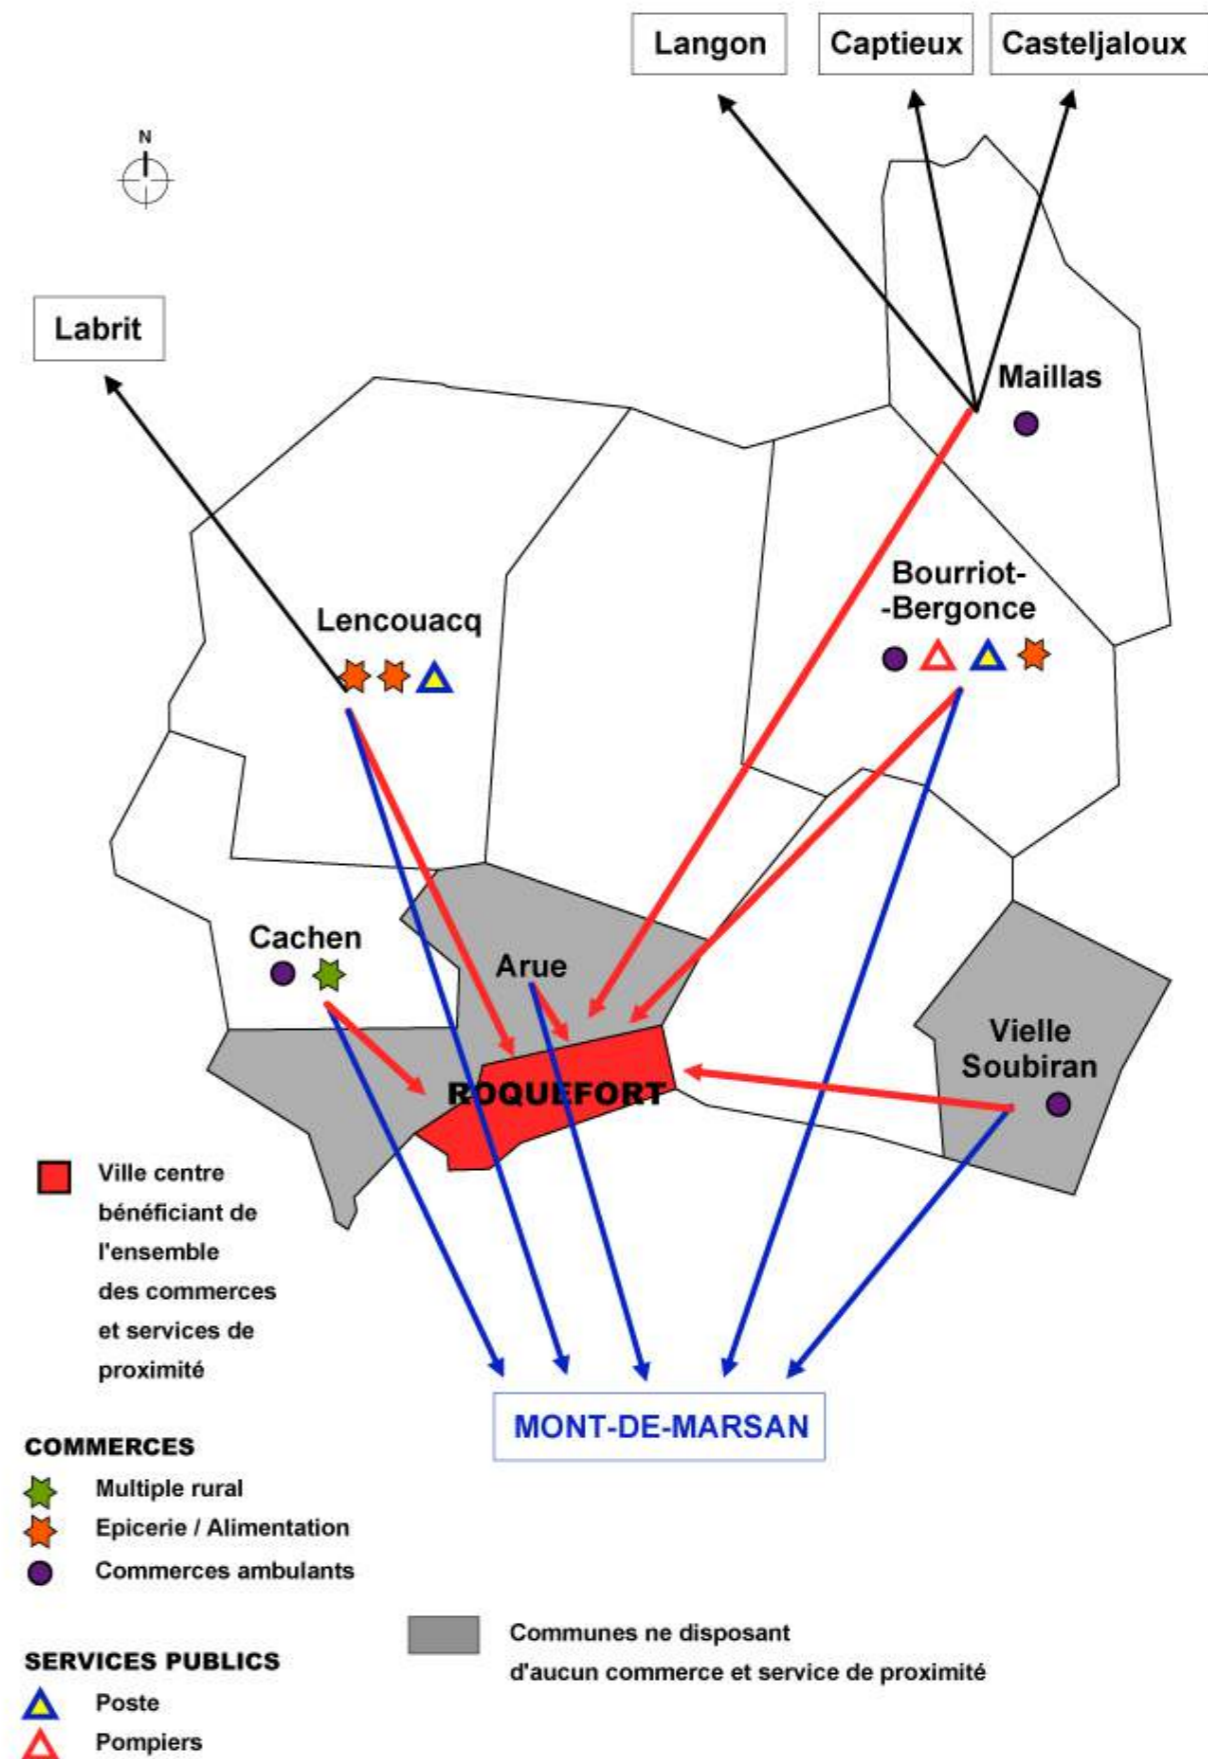 Langon
Captieux
Casteljaloux
N
Labrit
Maillas
Bourriot-
-Bergonce
Lencouacq
Cachen
Arue
Vielle
Soubiran
ROQUEFORT
Ville centre
bénéficiant de
l'ensemble
des commerces
et services de
proximité
MONT-DE-MARSAN
COMMERCES
Multiple rural
Epicerie / Alimentation
Commerces ambulants
Communes ne disposant
d'aucun commerce et service de proximité
SERVICES PUBLICS
Poste
Pompiers